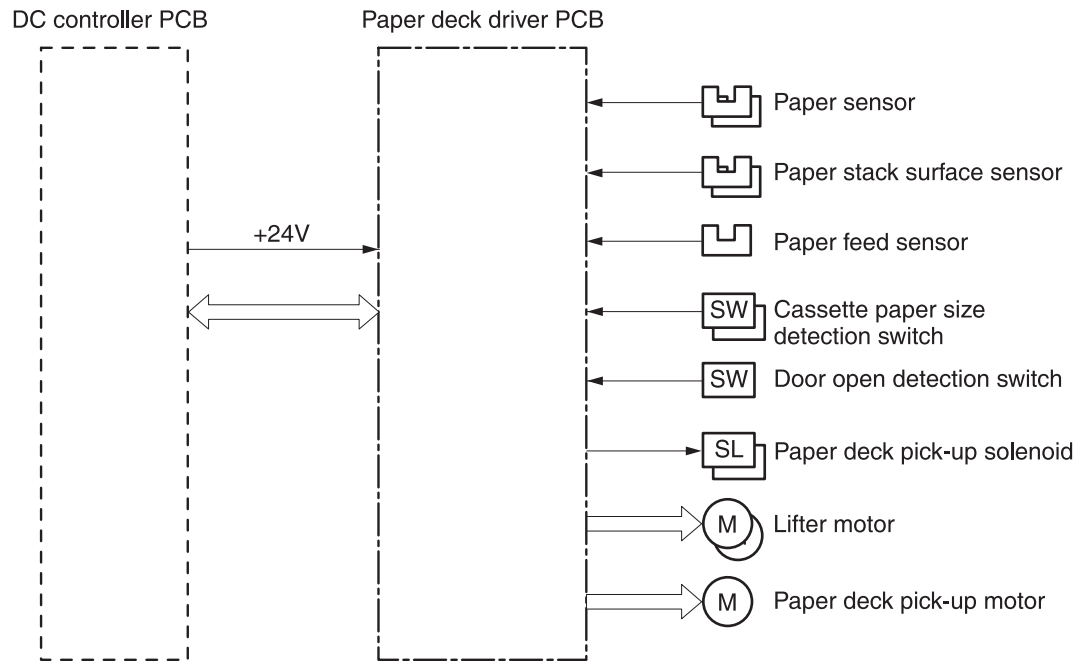 DC controller PCB
Paper deck driver PCB
Paper sensor
Paper stack surface sensor
+24V
Paper feed sensor
SW
Cassette paper size
detection switch
SW
Door open detection switch
SL
Paper deck pick-up solenoid
M
Lifter motor
M
Paper deck pick-up motor